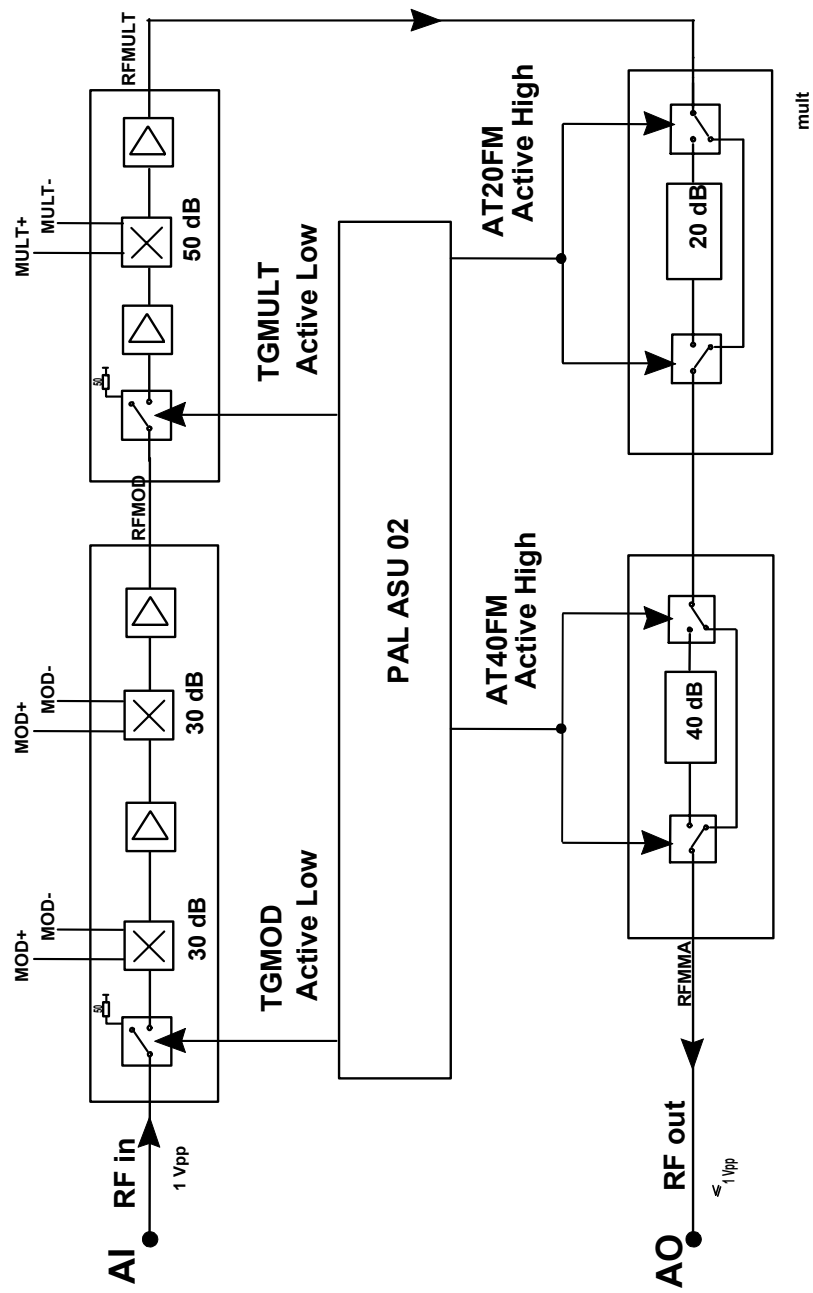 AI
RF in
1 Vpp
50
MOD+
MOD-
30 dB
MOD+
MOD-
30 dB
RFMOD
50
MULT+
MULT-
50 dB
RFMULT
TGMOD
Active Low
TGMULT
Active Low
PAL ASU 02
AT40FM
Active High
AT20FM
Active High
AO
RF out
⩽ 1 Vpp
RFMMA
40 dB
20 dB
mult